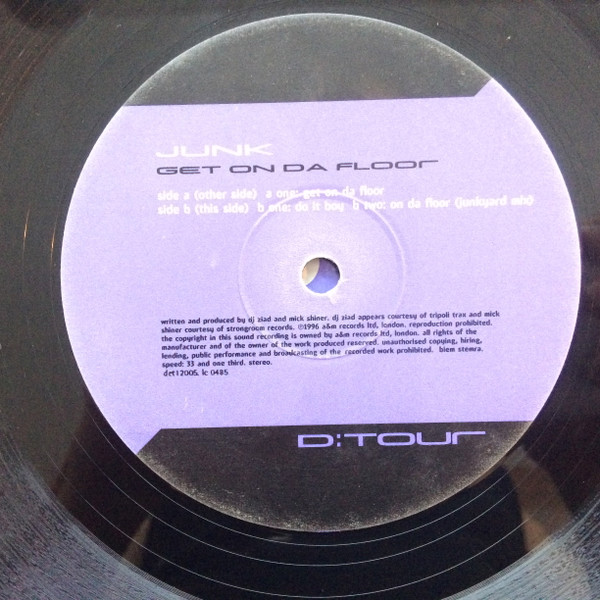 JUNK
GET ON DA FLOOR
side a (other side) a one: get on da floor
side b (this side) b one: do it boy b two: on da floor (junkyard mix)
written and produced by dj ziad and mick shiner. dj ziad appears courtesy of tripoli trax and mick
shiner courtesy of strongroom records. ℗1996 a&m records ltd, london. reproduction prohibited.
the copyright in this sound recording is owned by a&m records ltd, london. all rights of the
manufacturer and of the owner of the work produced reserved. unauthorised copying, hiring,
lending, public performance and broadcasting of the recorded work prohibited. biem stemra.
speed: 33 and one third. stereo.
det12005. lc 0485
D:TOUR